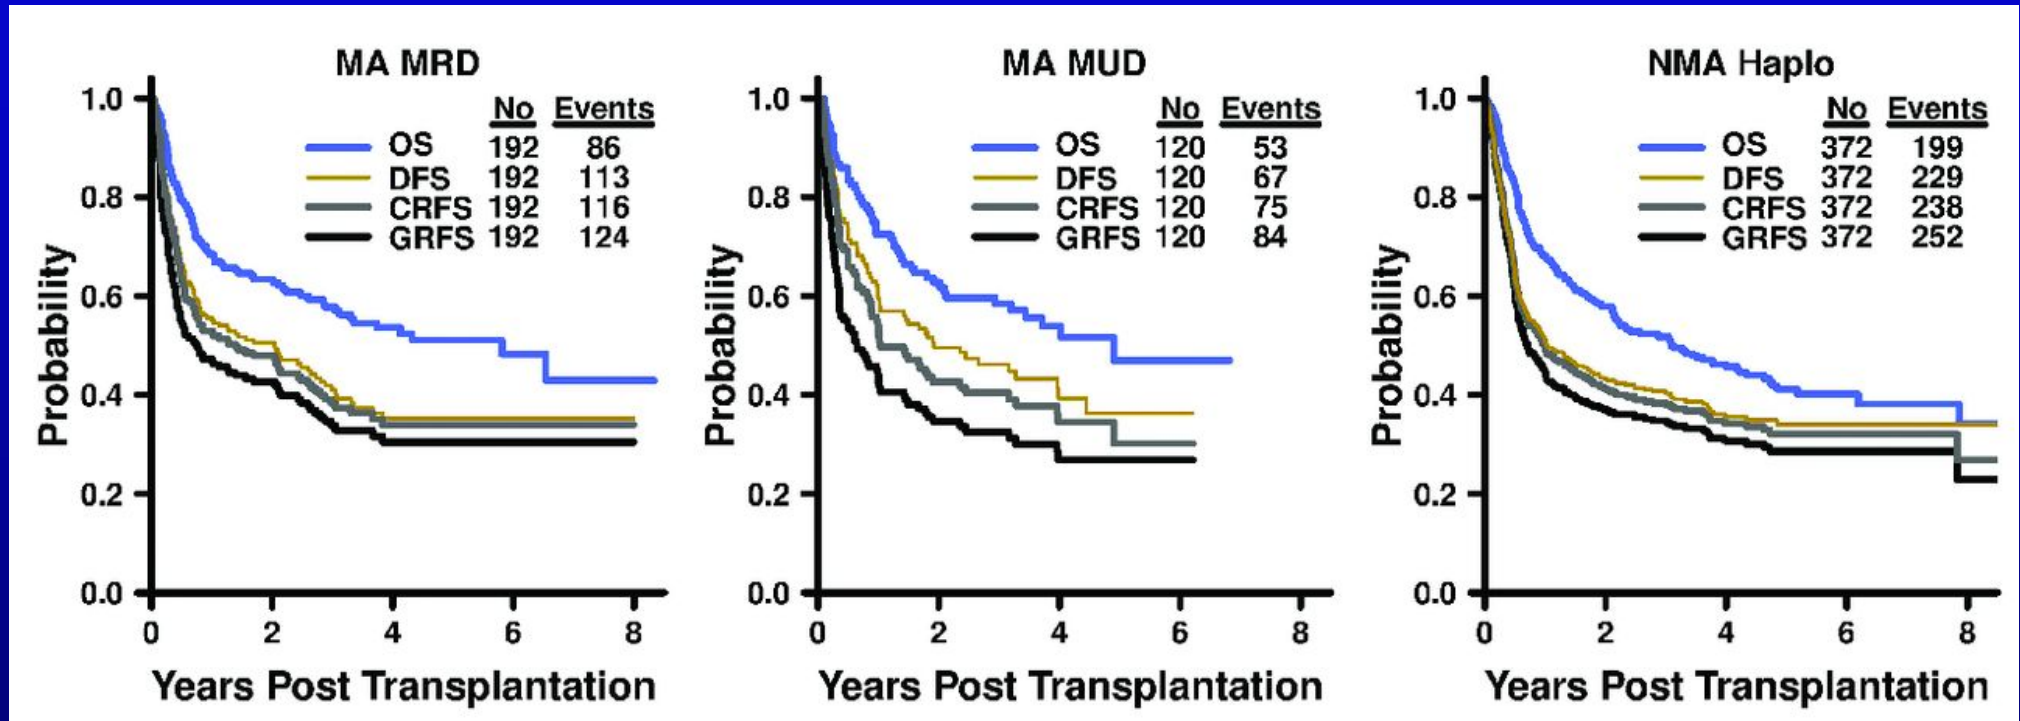 MA MRD
No Events
OS 192 86
DFS 192 113
CRFS 192 116
GRFS 192 124
1.0
0.8
0.6
0.4
0.2
0.0
Probability
0 2 4 6 8
Years Post Transplantation
MA MUD
No Events
OS 120 53
DFS 120 67
CRFS 120 75
GRFS 120 84
1.0
0.8
0.6
0.4
0.2
0.0
Probability
0 2 4 6 8
Years Post Transplantation
NMA Haplo
No Events
OS 372 199
DFS 372 229
CRFS 372 238
GRFS 372 252
1.0
0.8
0.6
0.4
0.2
0.0
Probability
0 2 4 6 8
Years Post Transplantation